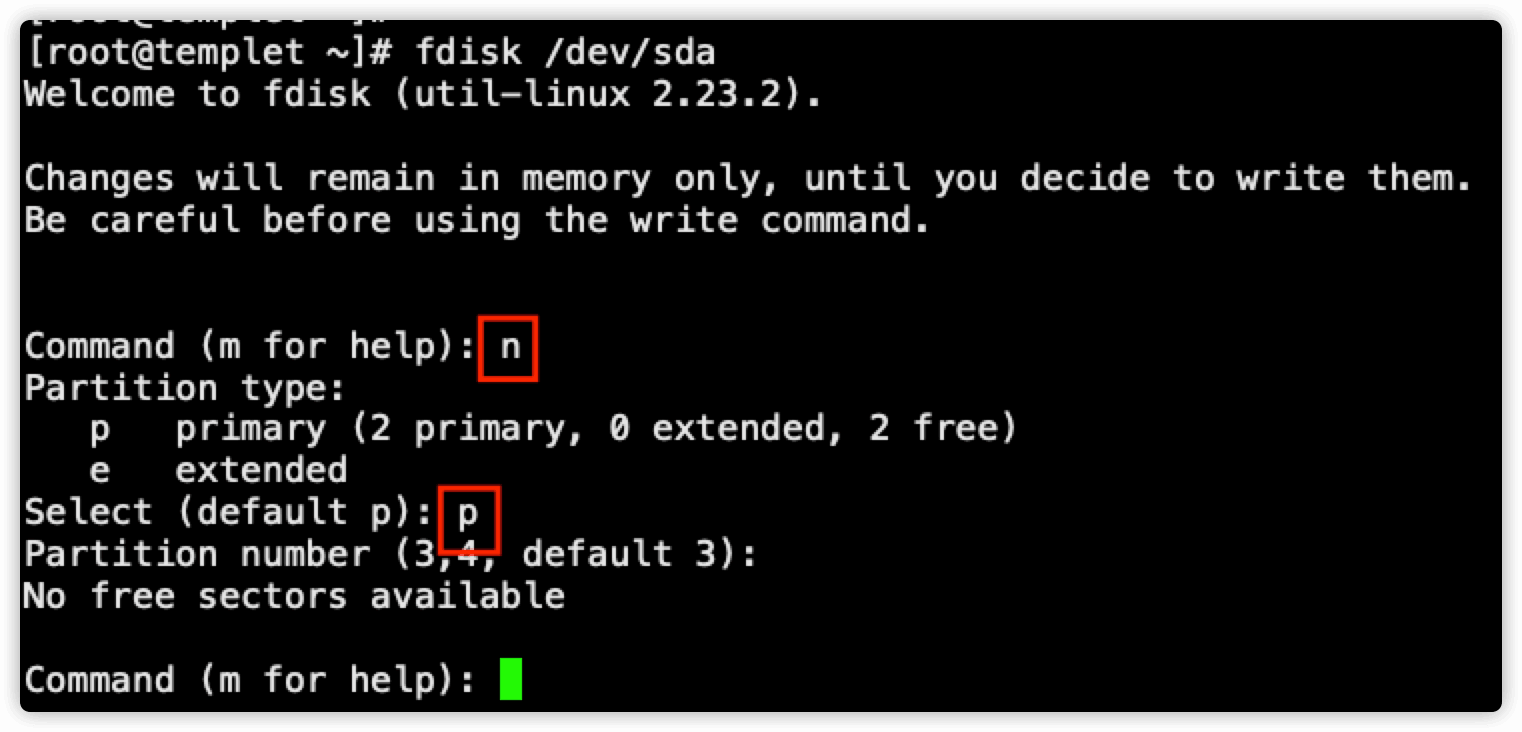 [root@templet ~]#
[root@templet ~]# fdisk /dev/sda
Welcome to fdisk (util-linux 2.23.2).
Changes will remain in memory only, until you decide to write them.
Be careful before using the write command.
Command (m for help): n
Partition type:
   p   primary (2 primary, 0 extended, 2 free)
   e   extended
Select (default p): p
Partition number (3,4, default 3):
No free sectors available
Command (m for help):